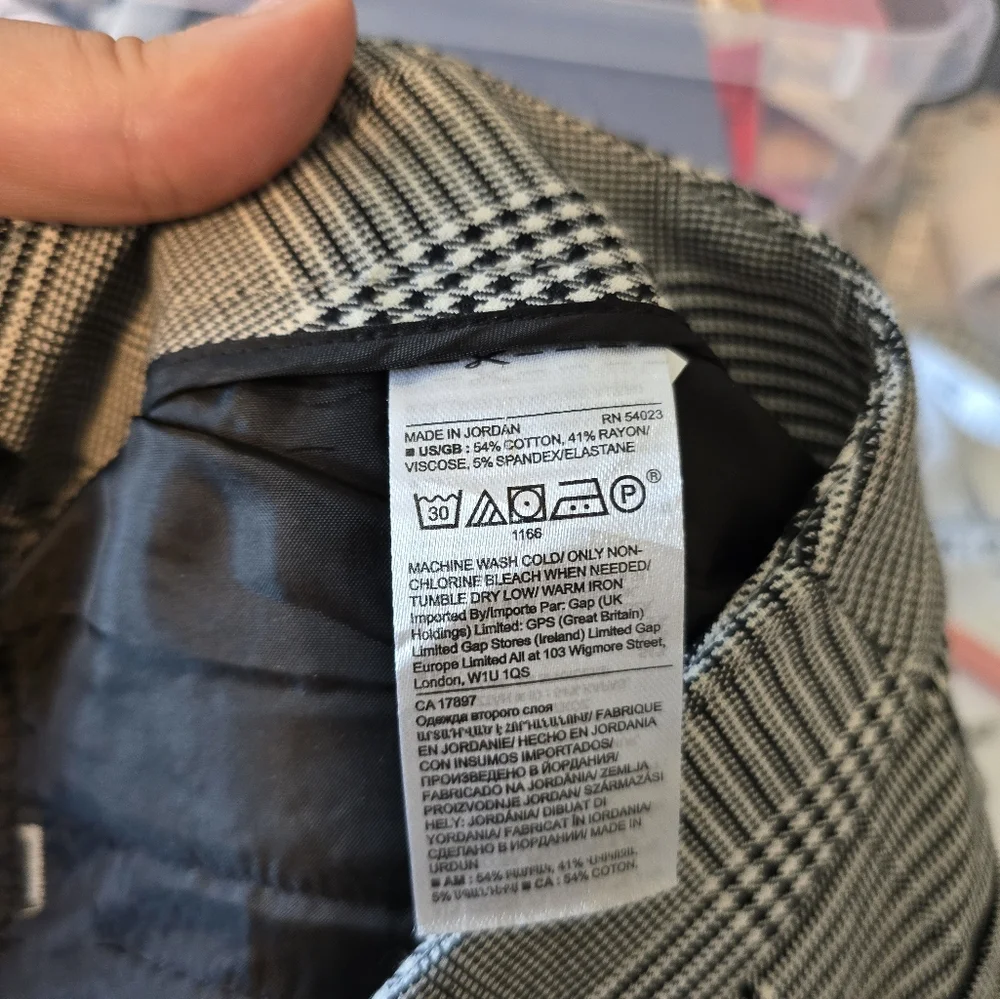 RN 54023
MADE IN JORDAN
■ US/GB : 54% COTTON, 41% RAYON/
VISCOSE, 5% SPANDEX/ELASTANE
30
P
®
1166
MACHINE WASH COLD/ ONLY NON-
CHLORINE BLEACH WHEN NEEDED/
TUMBLE DRY LOW/ WARM IRON
Imported By/Importe Par: Gap (UK
Holdings) Limited: GPS (Great Britain)
Limited Gap Stores (Ireland) Limited Gap
Europe Limited All at 103 Wigmore Street,
London, W1U 1QS
CA 17897
Одежда второго слоя
FABRIQUE
EN JORDANIE/ HECHO EN JORDANIA
CON INSUMOS IMPORTADOS/
ПРОИЗВЕДЕНО В ЙОРДАНИЯ/
FABRICADO NA JORDÂNIA/ ZEMLJA
PROIZVODNJE JORDAN/ SZÁRMAZÁSI
HELY: JORDÁNIA/ DIBUAT DI
YORDANIA/ FABRICAT ÎN IORDANIA/
СДЕЛАНО В ИОРДАНИИ/ MADE IN
URDUN
■ AM : 54% 41%
5% ■ CA : 54% COTON,